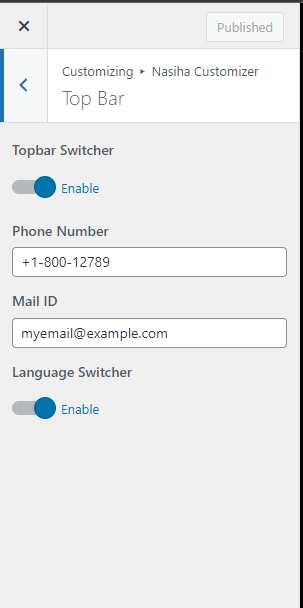 Published
Customizing ▸ Nasiha Customizer
Top Bar
Topbar Switcher
Enable
Phone Number
+1-800-12789
Mail ID
myemail@example.com
Language Switcher
Enable